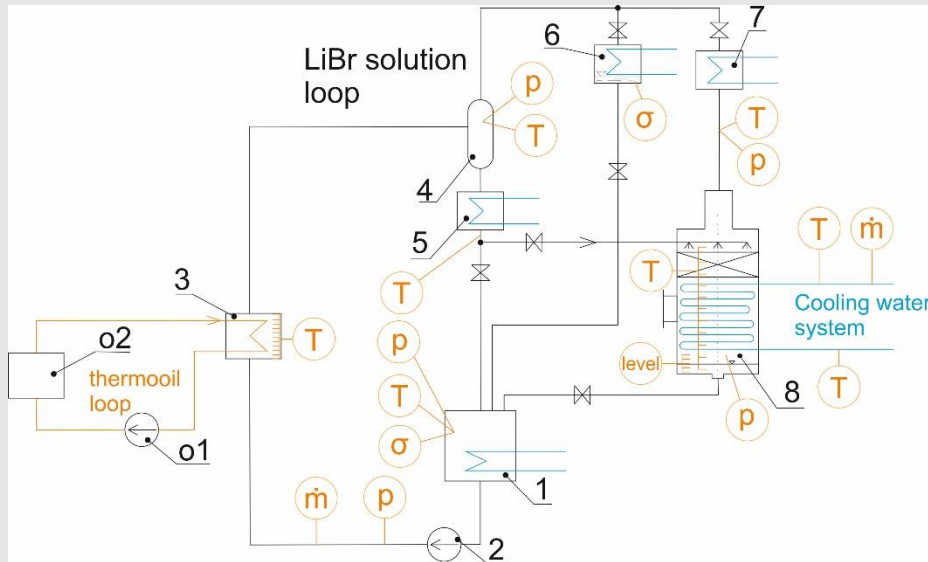 6
7
LiBr solution
loop
p
T
σ
T
p
4
5
T
ṁ
T
T
3
Cooling water
system
p
T
o2
thermooil
loop
level
T
8
T
p
σ
o1
1
ṁ
p
2